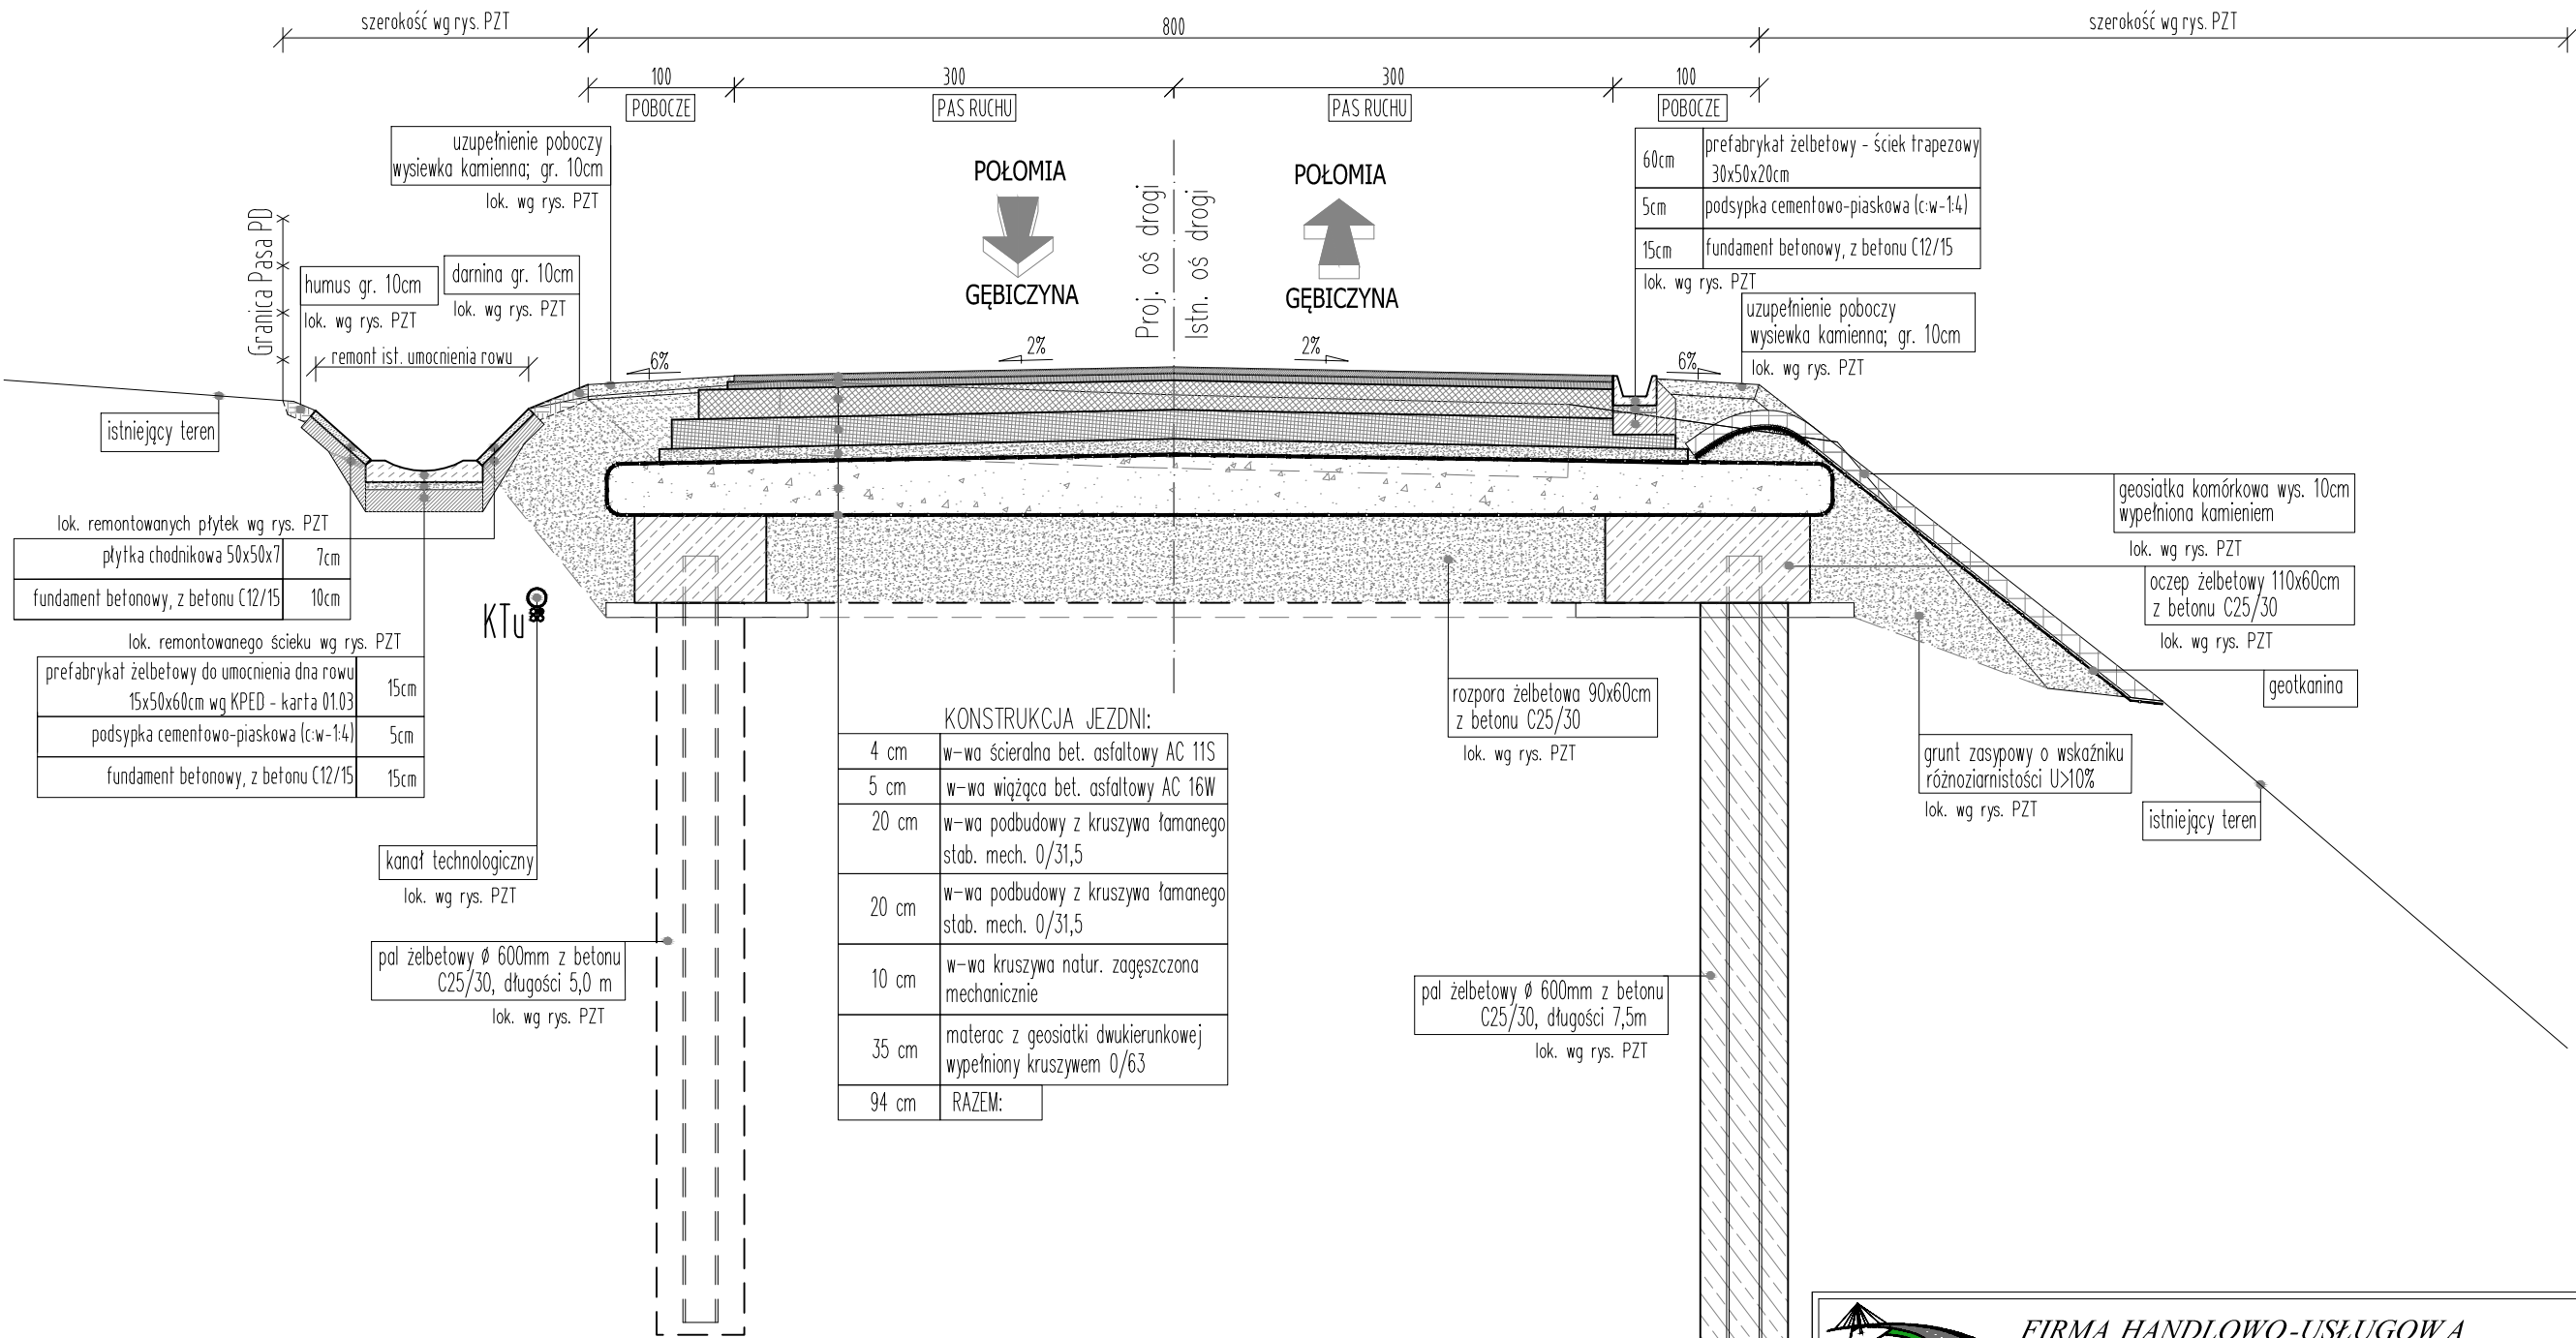 szerokość wg rys. PZT
800
szerokość wg rys. PZT
100
300
300
100
POBOCZE
PAS RUCHU
PAS RUCHU
POBOCZE
uzupełnienie poboczy
wysiewka kamienna; gr. 10cm
lok. wg rys. PZT
POŁOMIA
GĘBICZYNA
Proj. oś drogi
Istn. oś drogi
POŁOMIA
GĘBICZYNA
60cm prefabrykat żelbetowy - ściek trapezowy
30x50x20cm
5cm podsypka cementowo-piaskowa (c:w-1:4)
15cm fundament betonowy, z betonu C12/15
lok. wg rys. PZT
uzupełnienie poboczy
wysiewka kamienna; gr. 10cm
lok. wg rys. PZT
Granica Pasa PD
humus gr. 10cm
lok. wg rys. PZT
darnina gr. 10cm
lok. wg rys. PZT
remont ist. umocnienia rowu
6%
2%
2%
6%
istniejący teren
lok. remontowanych płytek wg rys. PZT
płytka chodnikowa 50x50x7 7cm
fundament betonowy, z betonu C12/15 10cm
lok. remontowanego ścieku wg rys. PZT
prefabrykat żelbetowy do umocnienia dna rowu
15x50x60cm wg KPED - karta 01.03 15cm
podsypka cementowo-piaskowa (c:w-1:4) 5cm
fundament betonowy, z betonu C12/15 15cm
KTu
kanał technologiczny
lok. wg rys. PZT
pal żelbetowy ø 600mm z betonu
C25/30, długości 5,0 m
lok. wg rys. PZT
KONSTRUKCJA JEZDNI:
4 cm w-wa ścieralna bet. asfaltowy AC 11S
5 cm w-wa wiążąca bet. asfaltowy AC 16W
20 cm w-wa podbudowy z kruszywa łamanego
stab. mech. 0/31,5
20 cm w-wa podbudowy z kruszywa łamanego
stab. mech. 0/31,5
10 cm w-wa kruszywa natur. zagęszczona
mechanicznie
35 cm materac z geosiatki dwukierunkowej
wypełniony kruszywem 0/63
94 cm RAZEM:
geosiatka komórkowa wys. 10cm
wypełniona kamieniem
lok. wg rys. PZT
oczep żelbetowy 110x60cm
z betonu C25/30
lok. wg rys. PZT
geotkanina
rozpora żelbetowa 90x60cm
z betonu C25/30
lok. wg rys. PZT
grunt zasypowy o wskaźniku
różnoziarnistości U>10%
lok. wg rys. PZT
istniejący teren
pal żelbetowy ø 600mm z betonu
C25/30, długości 7,5m
lok. wg rys. PZT
FIRMA HANDLOWO-USŁUGOWA